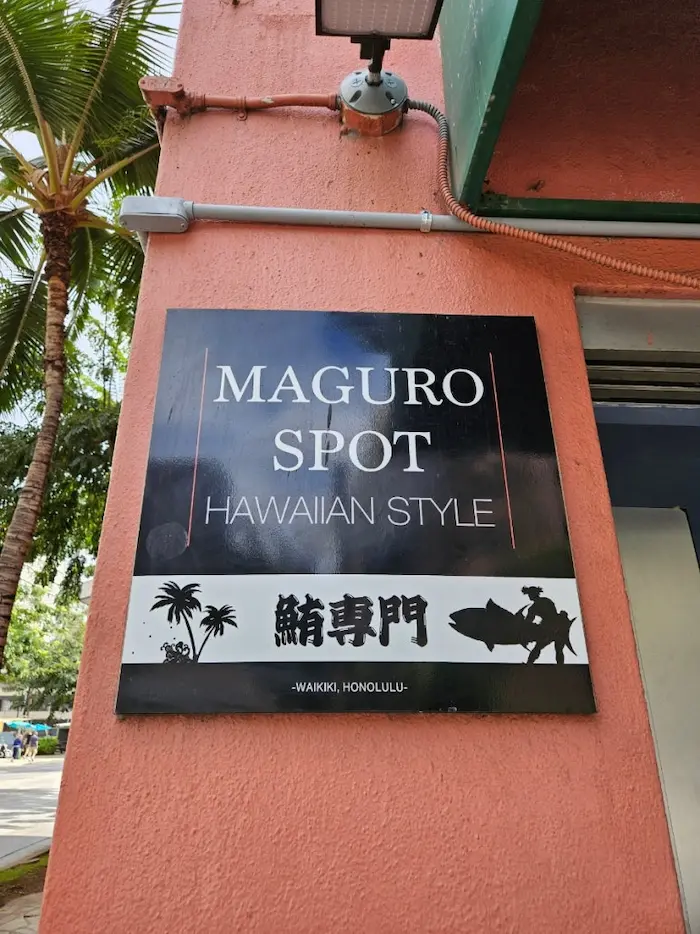 MAGURO
SPOT
HAWAIIAN STYLE
鮪専門
-WAIKIKI, HONOLULU-